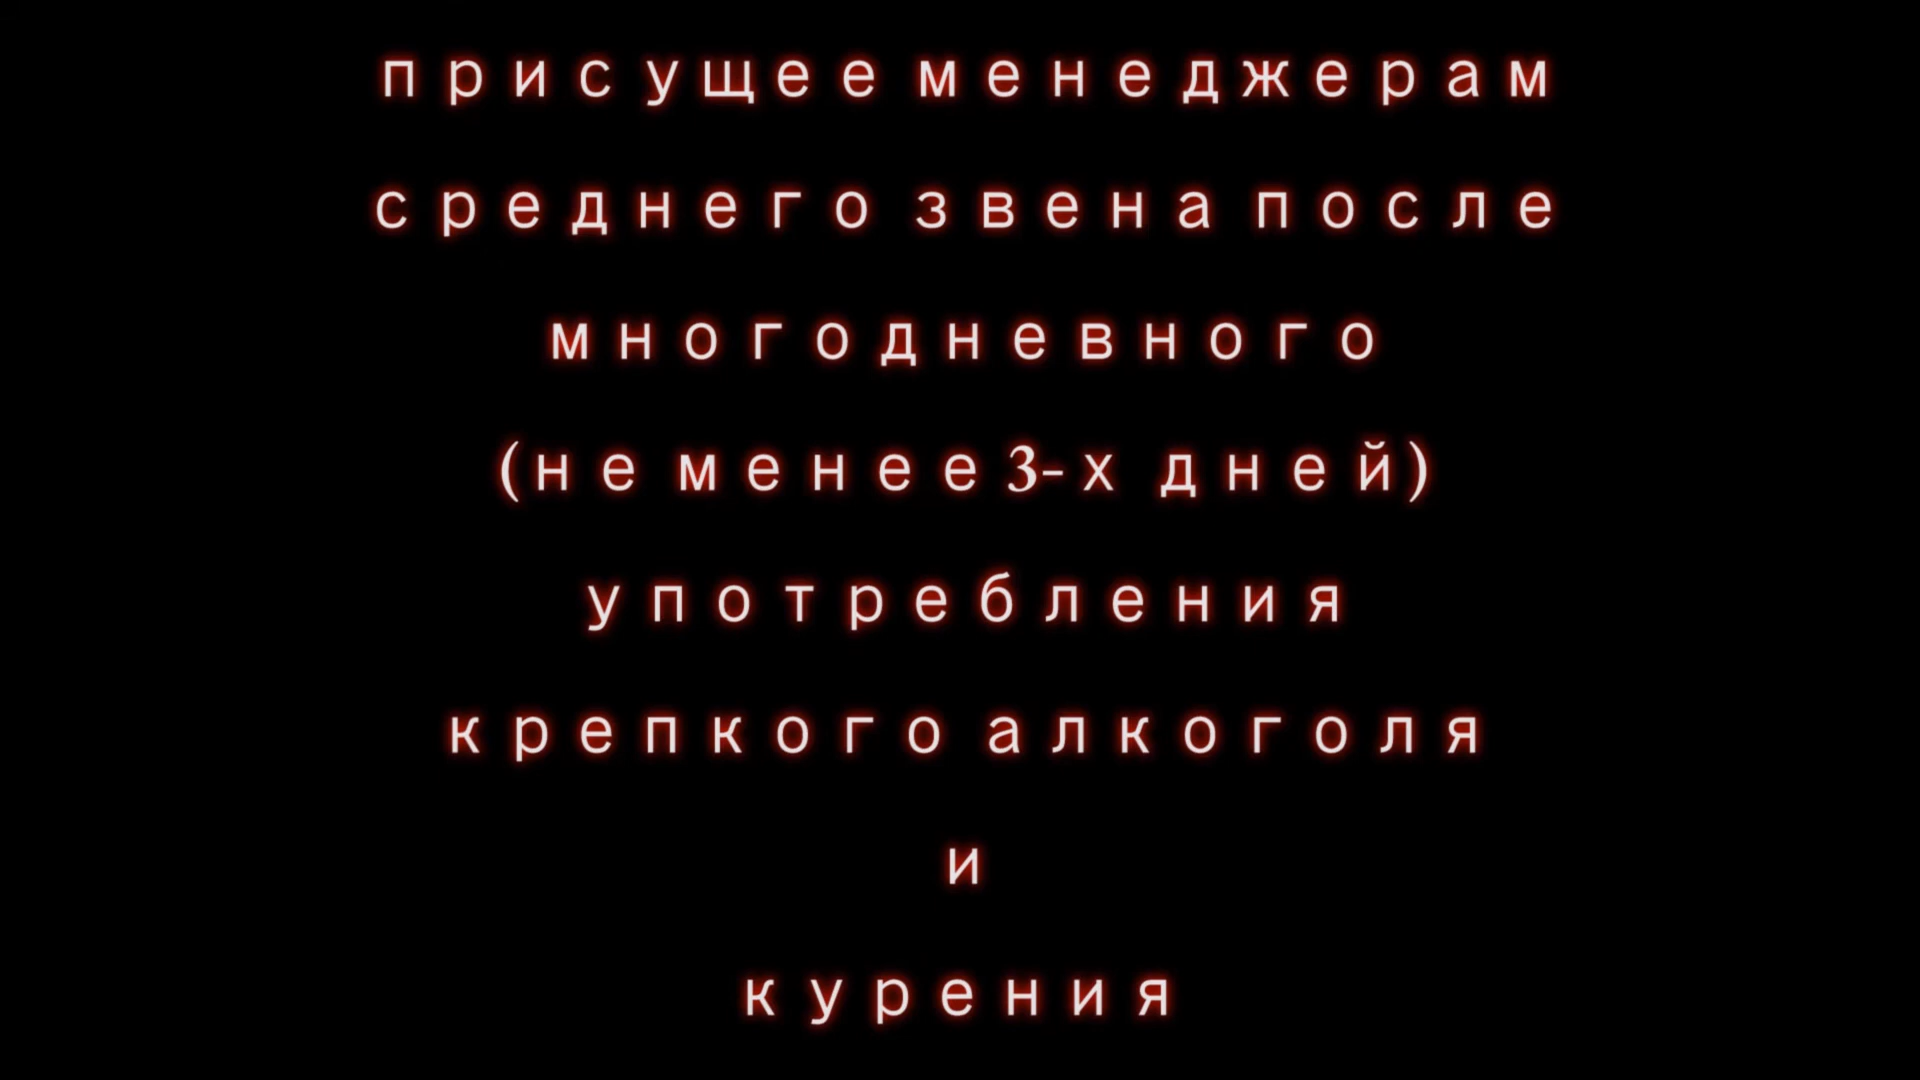 присущее менеджерам
среднего звена после
многодневного
(не менее 3-х дней)
употребления
крепкого алкоголя
и
курения